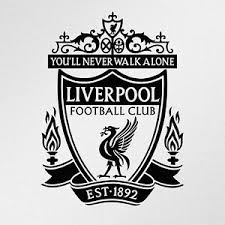 YOU'LL NEVER WALK ALONE
LIVERPOOL
FOOTBALL CLUB
EST·1892